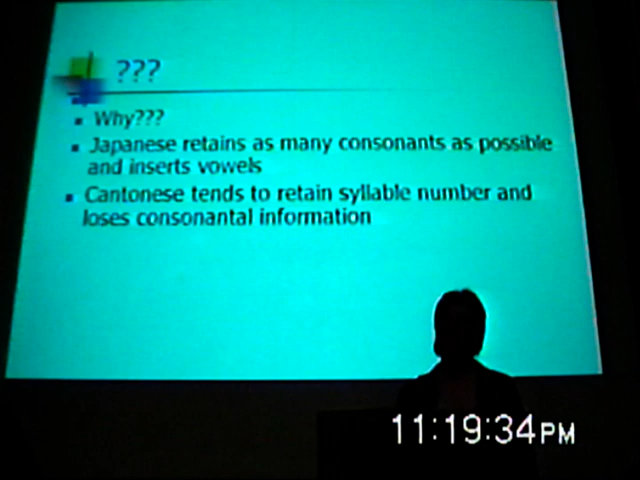 ???
Why???
Japanese retains as many consonants as possible
and inserts vowels
Cantonese tends to retain syllable number and
loses consonantal information
11:19:34PM